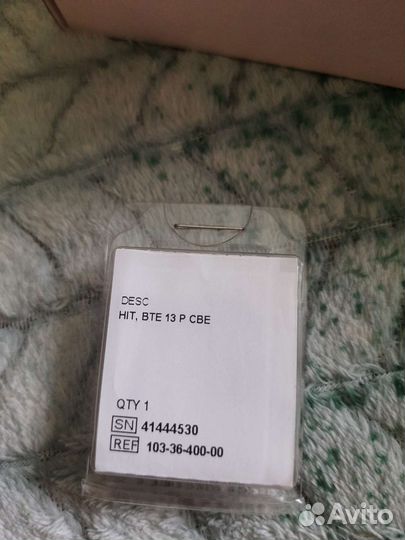 DESC
HIT, BTE 13 P CBE
QTY 1
SN 41444530
REF 103-36-400-00
Avito